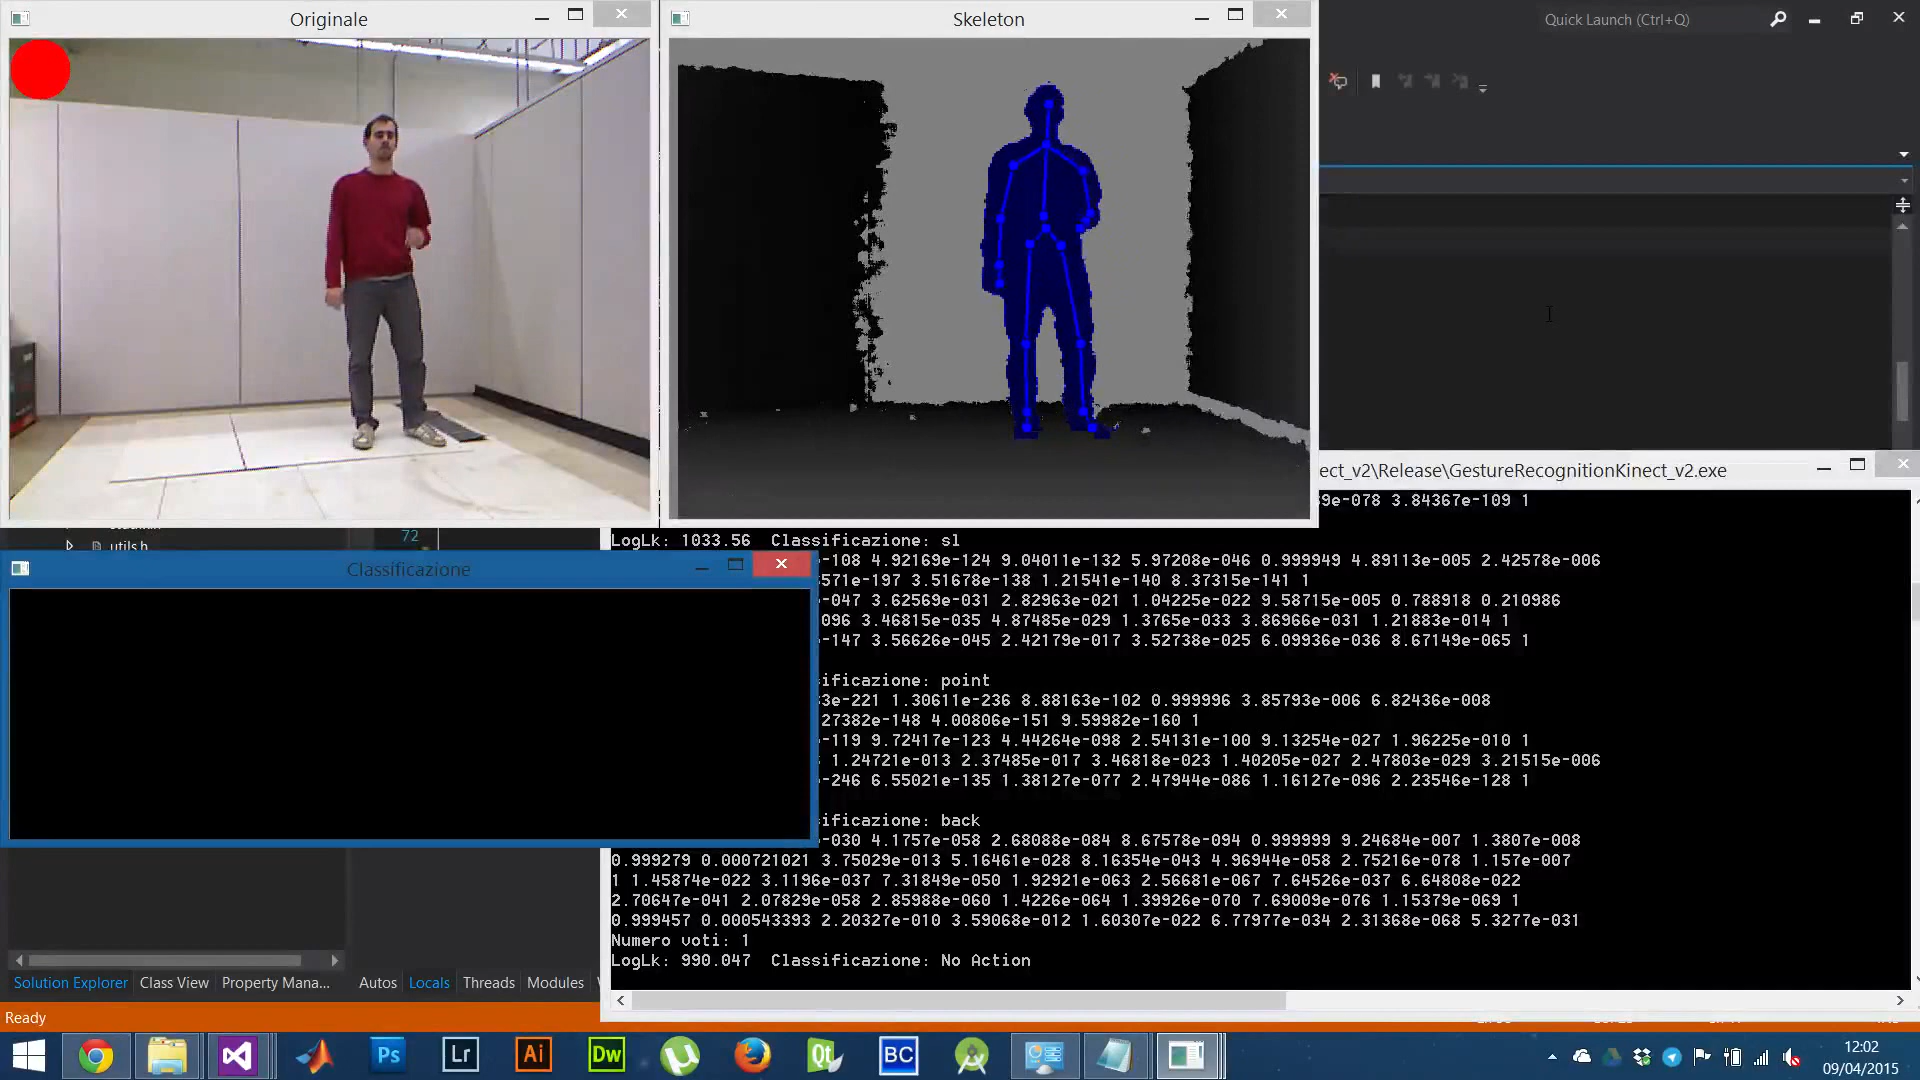 Originale
Skeleton
Quick Launch (Ctrl+Q)
ect_v2\Release\GestureRecognitionKinect_v2.exe
9e-078 3.84367e-109 1
utils.h
72
LogLk: 1033.56 Classificazione: sl
-108 4.92169e-124 9.04011e-132 5.97208e-046 0.999949 4.89113e-005 2.42578e-006
Classificazione
5571-197 3.51678e-138 1.21541e-140 8.37315e-141 1
-047 3.62569e-031 2.82963e-021 1.04225e-022 9.58715e-005 0.788918 0.210986
096 3.46815e-035 4.87485e-029 1.3765e-033 3.86966e-031 1.21883e-014 1
-147 3.56626e-045 2.42179e-017 3.52738e-025 6.09936e-036 8.67149e-065 1
sificazione: point
3e-221 1.30611e-236 8.88163e-102 0.999996 3.85793e-006 6.82436e-008
27382e-148 4.00806e-151 9.59982e-160 1
-119 9.72417e-123 4.44264e-098 2.54131e-100 9.13254e-027 1.96225e-010 1
1.24721e-013 2.37485e-017 3.46818e-023 1.40205e-027 2.47803e-029 3.21515e-006
-246 6.55021e-135 1.38127e-077 2.47944e-086 1.16127e-096 2.23546e-128 1
sificazione: back
-030 4.1757e-058 2.68088e-084 8.67578e-094 0.999999 9.24684e-007 1.3807e-008
0.999279 0.000721021 3.75029e-013 5.16461e-028 8.16354e-043 4.96944e-058 2.75216e-078 1.157e-007
1 1.45874e-022 3.1196e-037 7.31849e-050 1.92921e-063 2.56681e-067 7.64526e-037 6.64808e-022
2.70647e-041 2.07829e-058 2.85988e-060 1.4226e-064 1.39926e-070 7.69009e-076 1.15379e-069 1
0.999457 0.000543393 2.20327e-010 3.59068e-012 1.60307e-022 6.77977e-034 2.31368e-068 5.3277e-031
Numero voti: 1
LogLk: 990.047 Classificazione: No Action
Solution Explorer Class View Property Mana... Autos Locals Threads Modules
Ready
Ps Lr Ai Dw Qt BC
12:02
09/04/2015